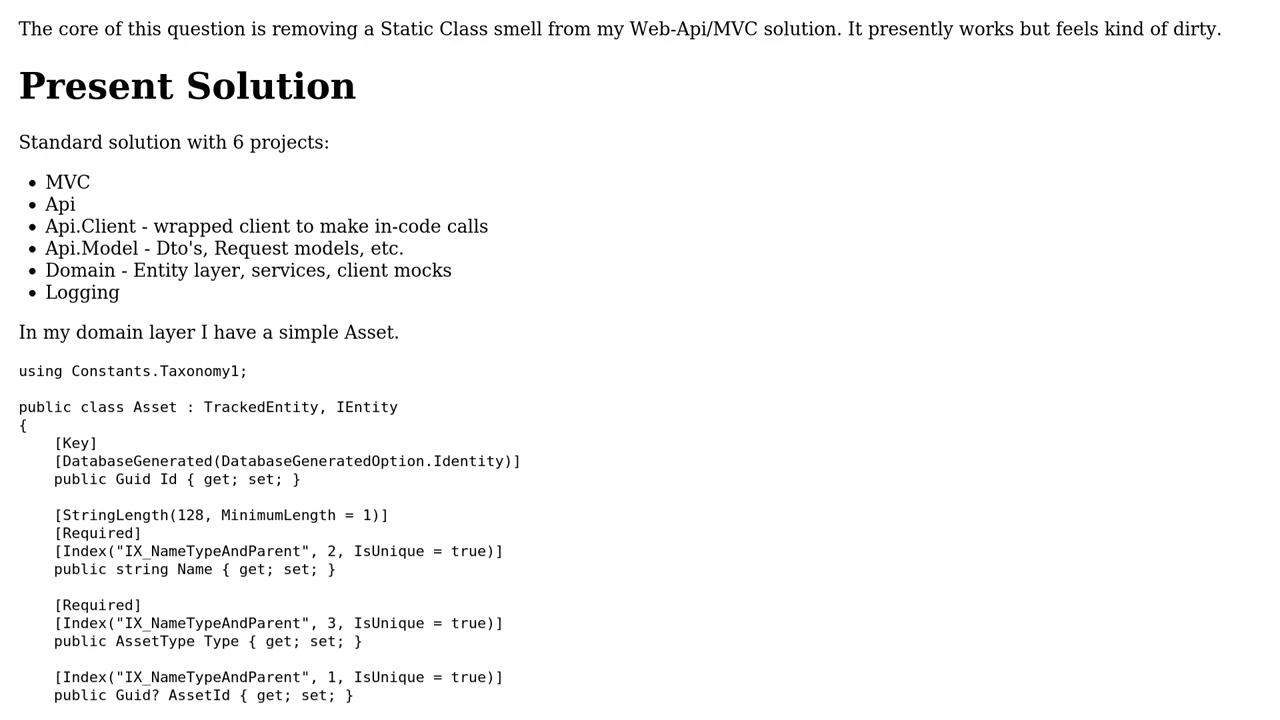 The core of this question is removing a Static Class smell from my Web-Api/MVC solution. It presently works but feels kind of dirty.
Present Solution
Standard solution with 6 projects:
• MVC
• Api
• Api.Client - wrapped client to make in-code calls
• Api.Model - Dto's, Request models, etc.
• Domain - Entity layer, services, client mocks
• Logging
In my domain layer I have a simple Asset.
using Constants.Taxonomy1;
public class Asset : TrackedEntity, IEntity
{
    [Key]
    [DatabaseGenerated(DatabaseGeneratedOption.Identity)]
    public Guid Id { get; set; }
    [StringLength(128, MinimumLength = 1)]
    [Required]
    [Index("IX_NameTypeAndParent", 2, IsUnique = true)]
    public string Name { get; set; }
    [Required]
    [Index("IX_NameTypeAndParent", 3, IsUnique = true)]
    public AssetType Type { get; set; }
    [Index("IX_NameTypeAndParent", 1, IsUnique = true)]
    public Guid? AssetId { get; set; }